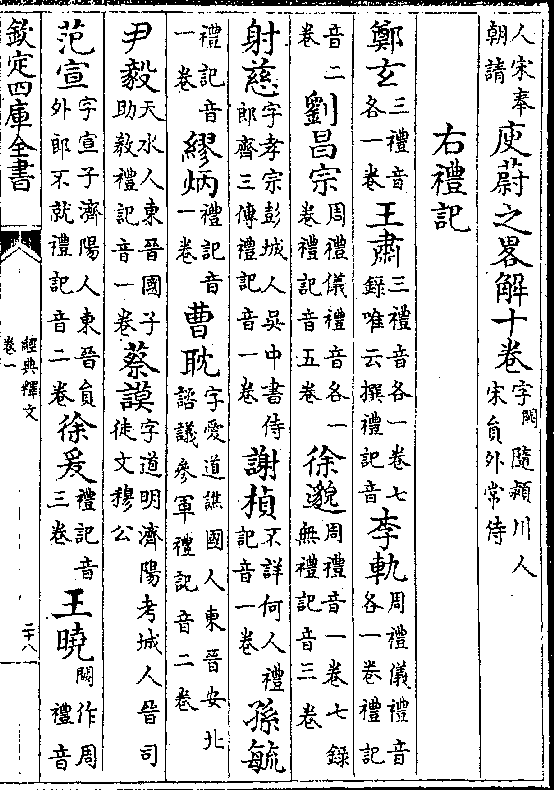 人宋奉朝請庾蔚之畧解十卷字闕隨潁川人宋員外常侍
右禮記
鄭玄三禮音各一卷王肅三禮音各一卷七錄唯云撰禮記音李軌周禮儀禮音各一卷禮記
音二卷劉昌宗周禮儀禮音各一卷禮記音五卷徐邈周禮音一卷七錄無禮記音三卷
射慈字孝宗彭城人吳中書侍郎齊三傳禮記音一卷謝楨不詳何人禮記音一卷孫毓
禮記音一卷繆炳禮記音一卷曹耽字愛道譙國人東晉安北諮議參軍禮記音二卷
尹毅天水人東晉國子助教禮記音一卷蔡謨字道明濟陽考城人晉司徒文穆公
范宣字宣子濟陽人東晉員外郎不就禮記音二卷徐爰禮記音三卷王曉闕作周禮音
欽定四庫全書
經典釋文
卷一
二十八